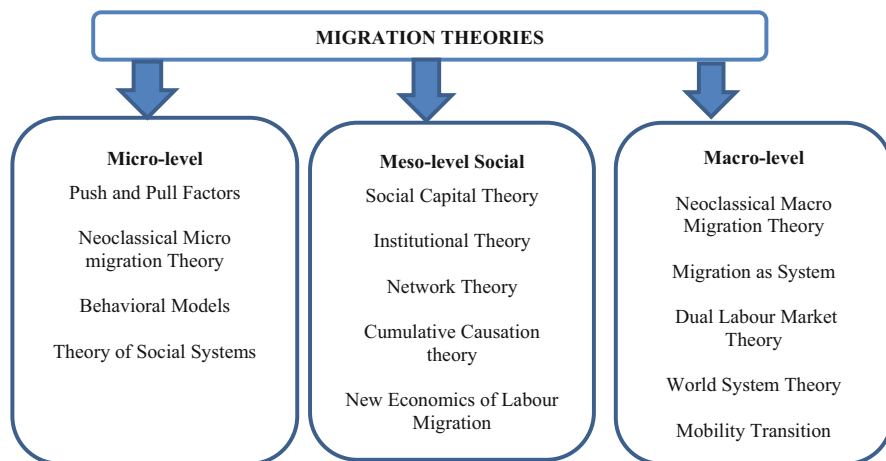 MIGRATION THEORIES
Micro-level
Push and Pull Factors
Neoclassical Micro
migration Theory
Behavioral Models
Theory of Social Systems
Meso-level Social
Social Capital Theory
Institutional Theory
Network Theory
Cumulative Causation
theory
New Economics of Labour
Migration
Macro-level
Neoclassical Macro
Migration Theory
Migration as System
Dual Labour Market
Theory
World System Theory
Mobility Transition